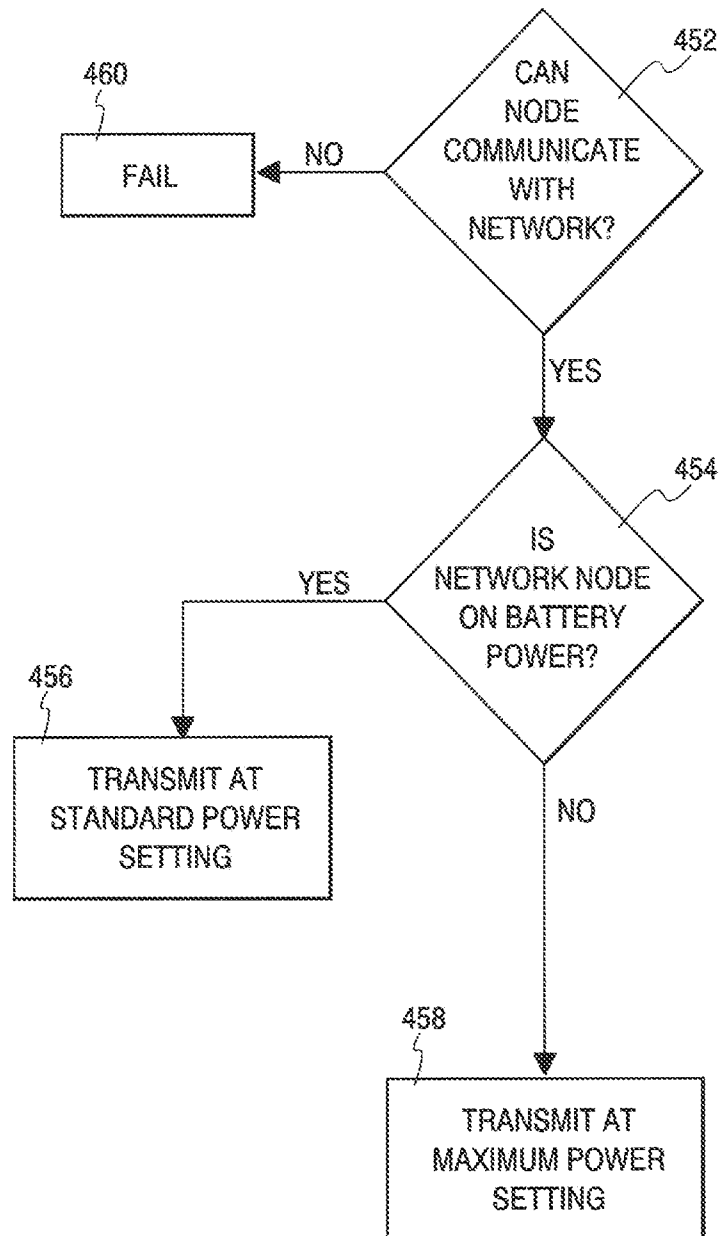 452
CAN
NODE
COMMUNICATE
WITH
NETWORK?
460
FAIL
NO
YES
454
IS
NETWORK NODE
ON BATTERY
POWER?
YES
456
TRANSMIT AT
STANDARD POWER
SETTING
NO
458
TRANSMIT AT
MAXIMUM POWER
SETTING